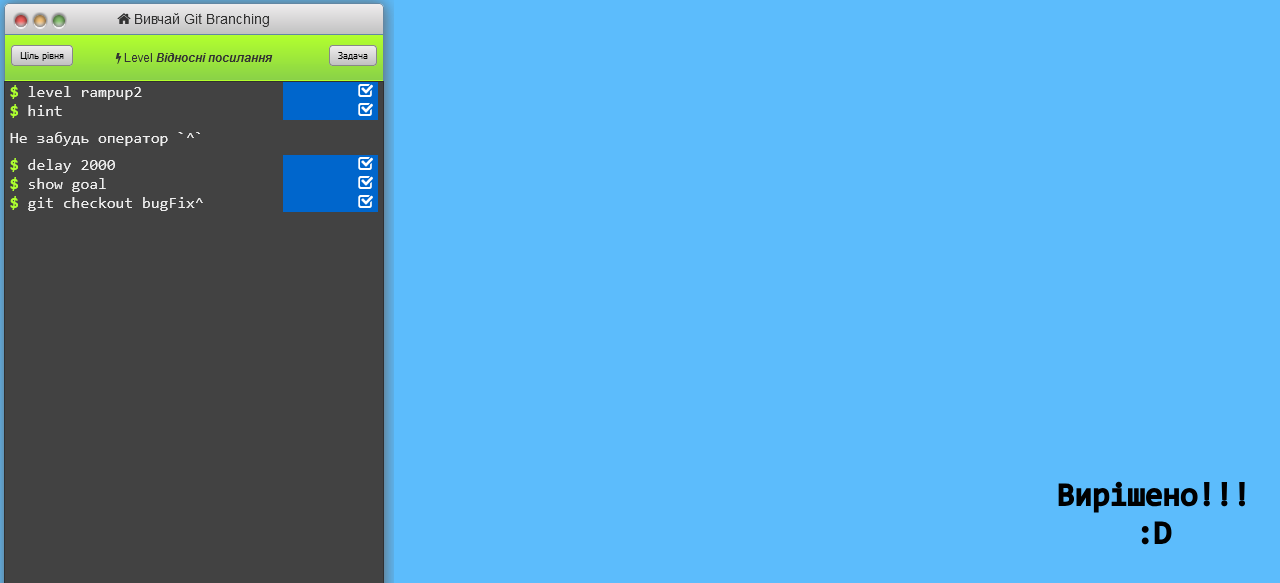 Вивчай Git Branching
Ціль рівня
Level Відносні посилання
Задача
$ level rampup2
$ hint
Не забудь оператор `^`
$ delay 2000
$ show goal
$ git checkout bugFix^
Вирішено!!!
:D